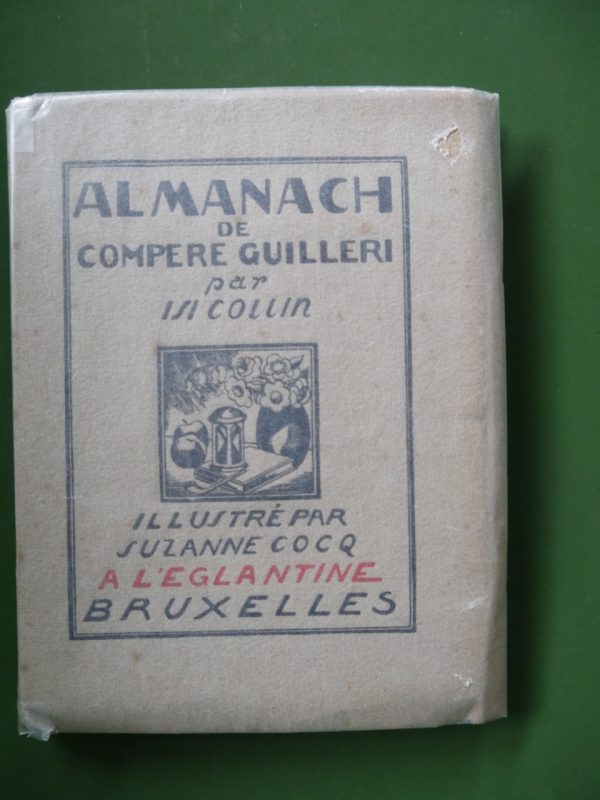 ALMANACH
DE
COMPERE GUILLERI
par
ISI COLLIN
ILLUSTRÉ PAR
SUZANNE COCQ
A L'EGLANTINE
BRUXELLES